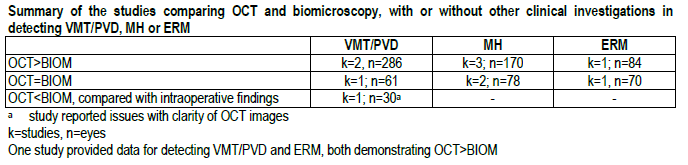 Summary of the studies comparing OCT and biomicroscopy, with or without other clinical investigations in
detecting VMT/PVD, MH or ERM
VMT/PVD MH ERM
OCT>BIOM k=2, n=286 k=3; n=170 k=1; n=84
OCT=BIOM k=1; n=61 k=2; n=78 k=1, n=70
OCT<BIOM, compared with intraoperative findings k=1; n=30a - -
a study reported issues with clarity of OCT images
k=studies, n=eyes
One study provided data for detecting VMT/PVD and ERM, both demonstrating OCT>BIOM